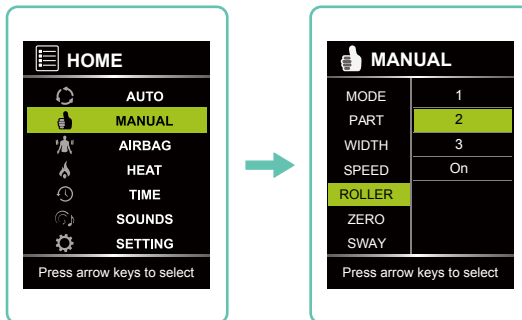 HOME
AUTO
MANUAL
AIRBAG
HEAT
TIME
SOUNDS
SETTING
Press arrow keys to select
MANUAL
MODE 1
PART 2
WIDTH 3
SPEED On
ROLLER
ZERO
SWAY
Press arrow keys to select